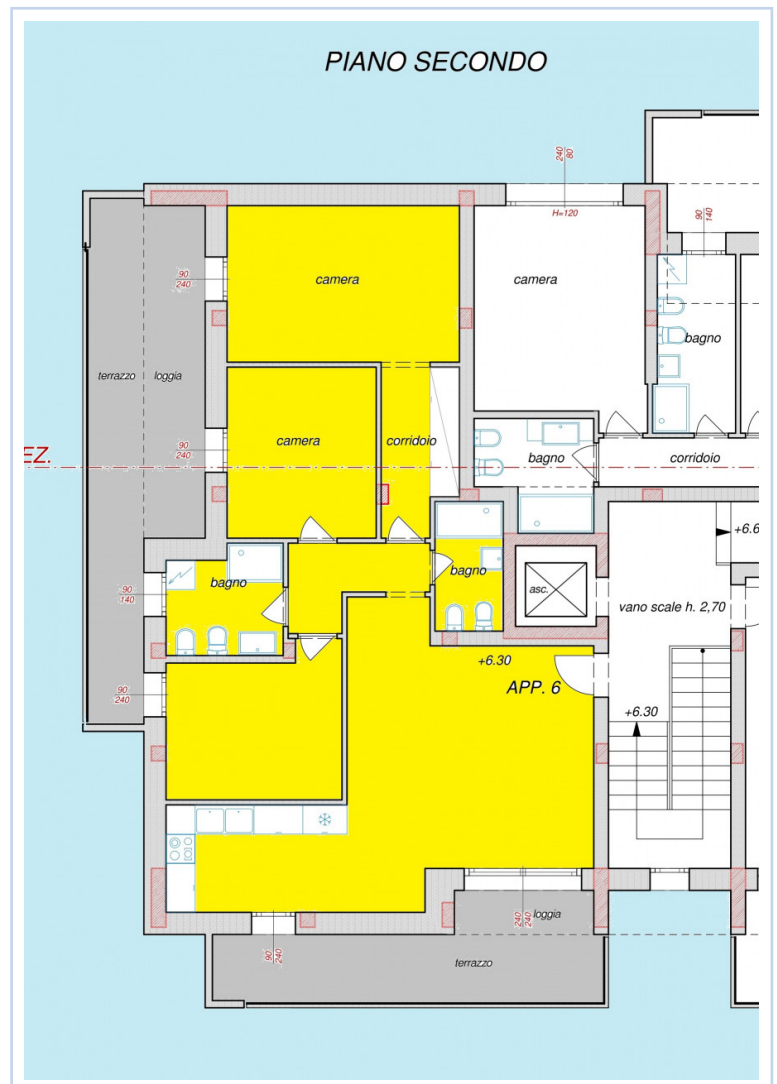 PIANO SECONDO
240
80
H=120
90
140
camera
camera
90
240
bagno
terrazzo
loggia
camera
corridoio
90
240
EZ.
bagno
corridoio
+6.6
bagno
bagno
asc.
vano scale h. 2,70
90
140
+6.30
APP. 6
90
240
+6.30
240
240
loggia
90
240
terrazzo